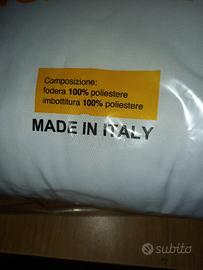 Composizione:
fodera 100% poliestere
imbottitura 100% poliestere
MADE IN ITALY
subito